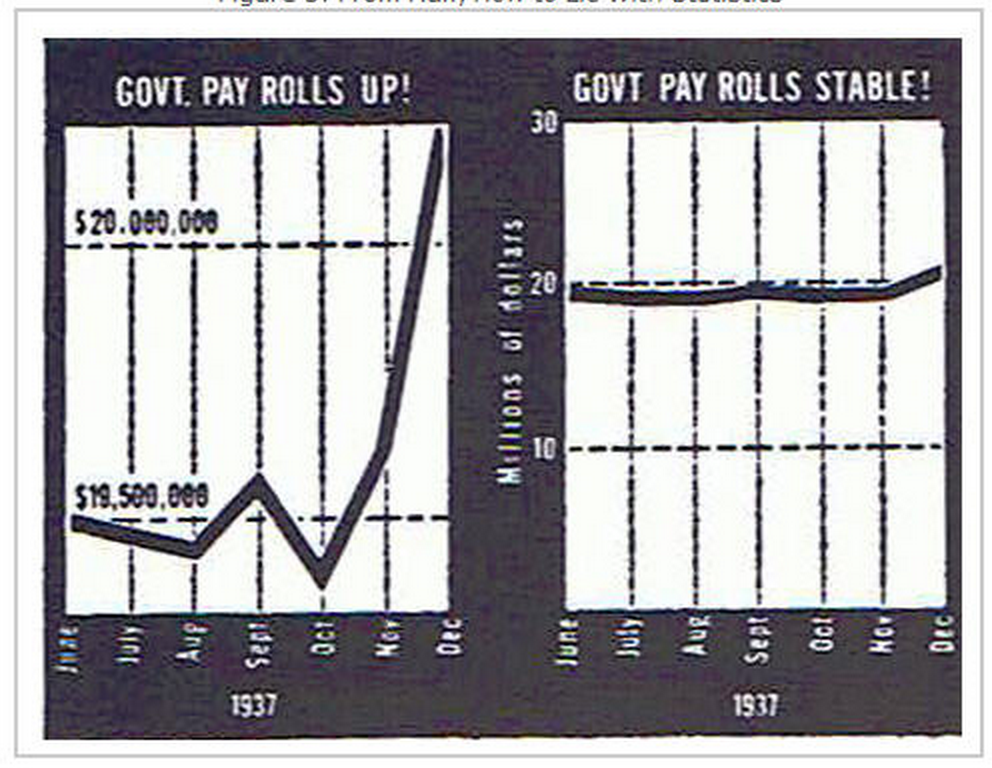 GOVT. PAY ROLLS UP!
$20,000,000
$19,500,000
June July Aug Sept Oct Nov Dec
1937
GOVT PAY ROLLS STABLE!
Millions of dollars
30
20
10
June July Aug Sept Oct Nov Dec
1937